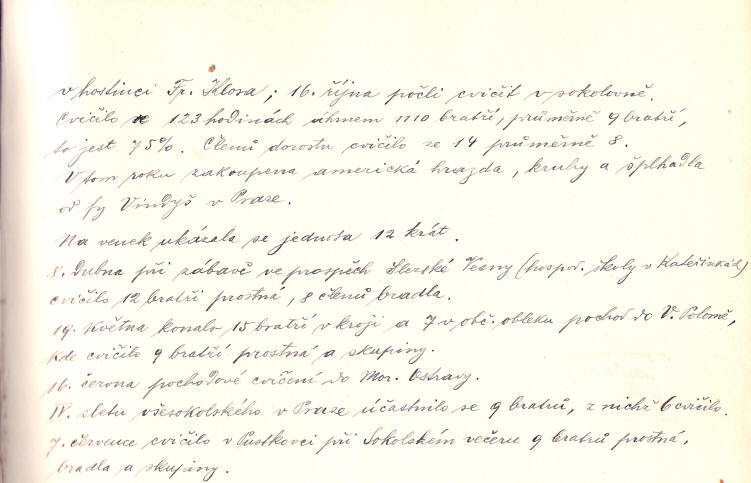 v hostinci Fr. Klosa; 16. října počli cvičit v sokolovně.
Cvičilo v 123 hodinách úhrnem 1110 bratří, průměrně 9 bratří,
to jest 75%. Členů dorostu cvičilo ze 14 průměrně 8.
V tom roku zakoupena americká hrazda, kruhy a šplhadla
od fy Vindyš v Praze.
Na venek ukázala se jednota 12 krát.
8. dubna při zábavě ve prospěch Slezské Vesny (hospod. školy v Kateřinkách)
cvičilo 12 bratří prostná, 8 členů bradla.
19. května konalo 15 bratří v kroji a 7 v obč. obleku pochod do V. Polomě,
kde cvičilo 9 bratří prostná a skupiny.
16. června pochodové cvičení do Mor. Ostravy.
IV. sletu všesokolského v Praze účastnilo se 9 bratrů, z nichž 6 cvičilo.
7. července cvičilo v Pustkovci při Sokolském večeru 9 bratrů prostná,
bradla a skupiny.